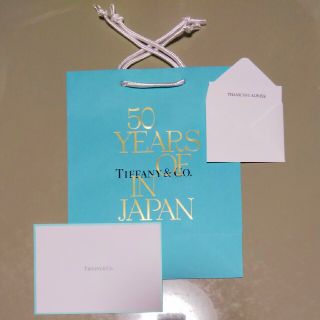 50
YEARS
OF
TIFFANY & CO.
IN
JAPAN
TIFFANY & CO.